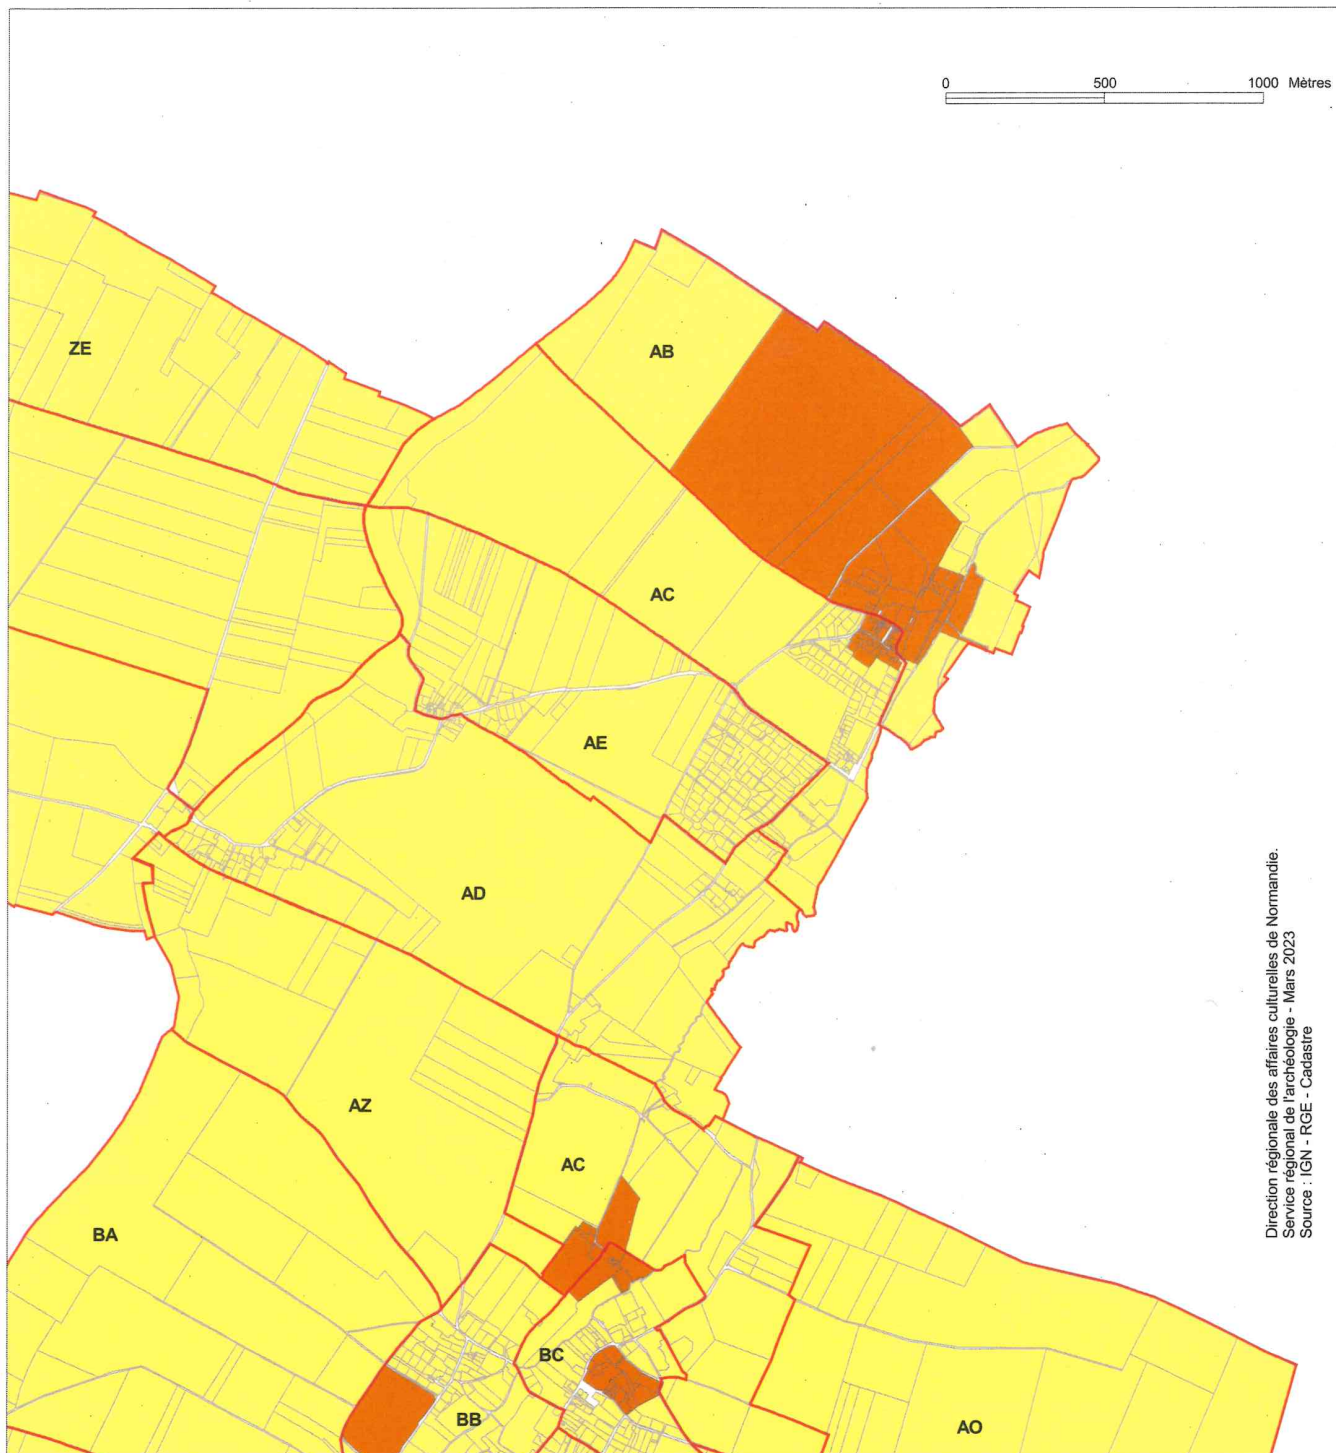 0 500 1000 Mètres
ZE
AB
AC
AE
AD
AZ
AC
BA
BC
BB
AO
Direction régionale des affaires culturelles de Normandie.
Service régional de l'archéologie - Mars 2023
Source : IGN - RGE - Cadastre